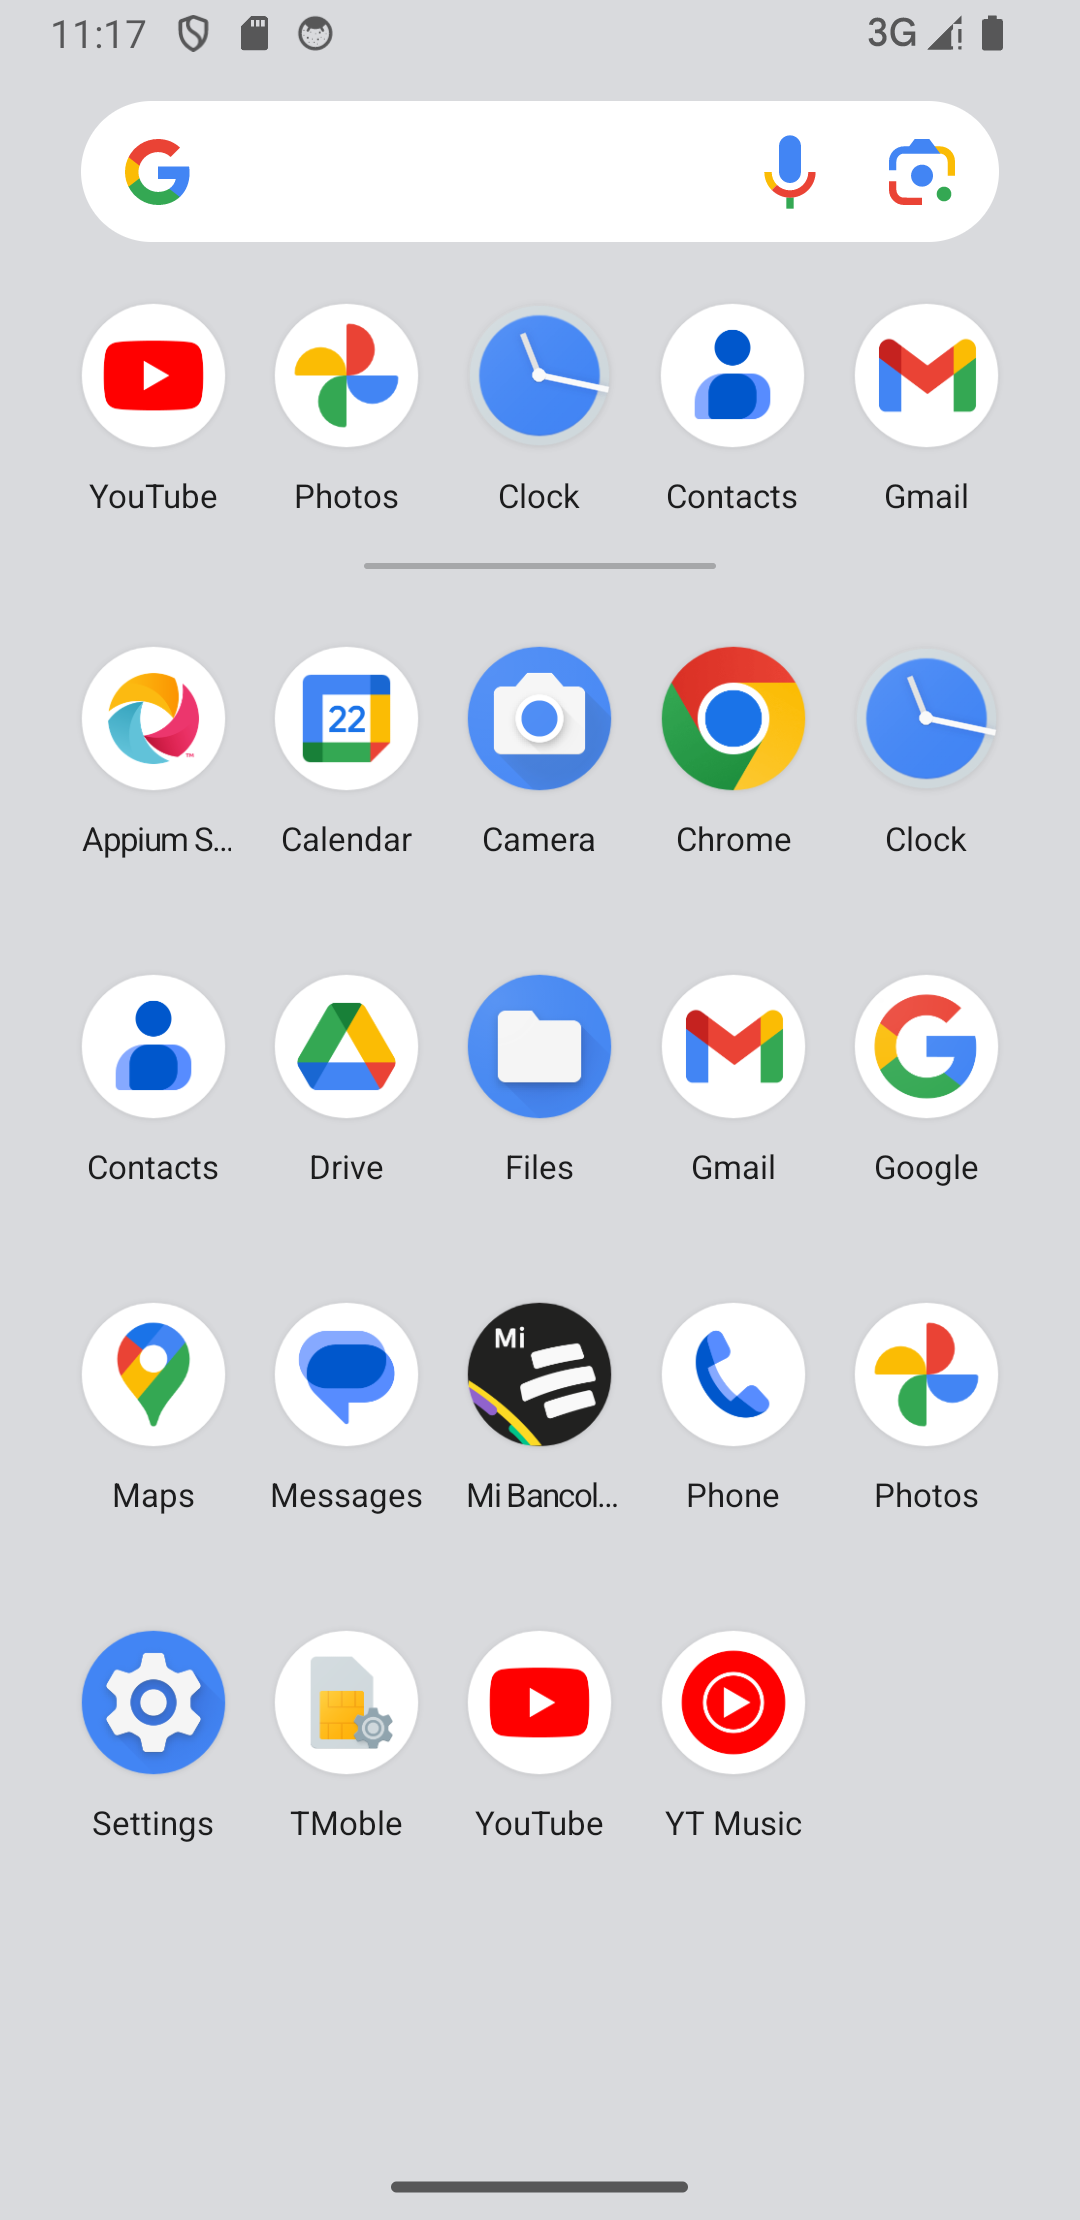 11:17 3G
YouTube Photos Clock Contacts Gmail
22
Appium S... Calendar Camera Chrome Clock
Contacts Drive Files Gmail Google
Mi
Maps Messages Mi Bancol... Phone Photos
Settings TMoble YouTube YT Music